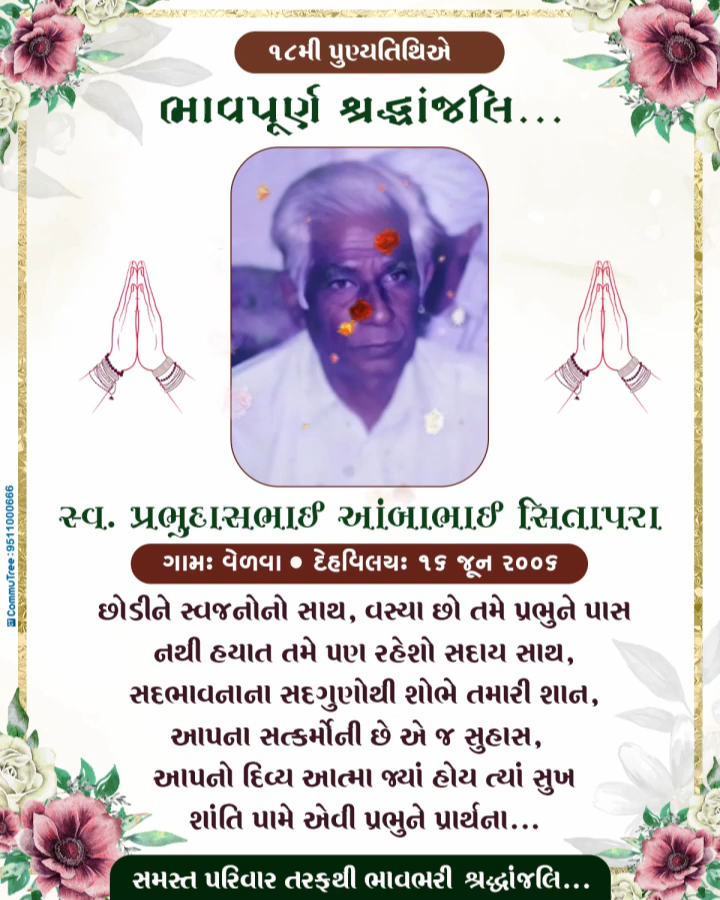 ૧૮મી પુણ્યતિથિએ
ભાવપૂર્ણ શ્રદ્ધાંજલિ...
સ્વ. પ્રભુદાસભાઈ આંબાભાઈ સિતાપરા
ગામઃ વેળવા ● દેહવિલયઃ ૧૬ જૂન ૨૦૦૬
છોડીને સ્વજનોનો સાથ, વસ્યા છો તમે પ્રભુને પાસ
નથી હયાત તમે પણ રહેશો સદાય સાથ,
સદભાવનાના સદગુણોથી શોભે તમારી શાન,
આપના સત્કર્મોની છે એ જ સુહાસ,
આપનો દિવ્ય આત્મા જ્યાં હોય ત્યાં સુખ
શાંતિ પામે એવી પ્રભુને પ્રાર્થના...
સમસ્ત પરિવાર તરફથી ભાવભરી શ્રદ્ધાંજલિ...
CommuTree : 9511000666